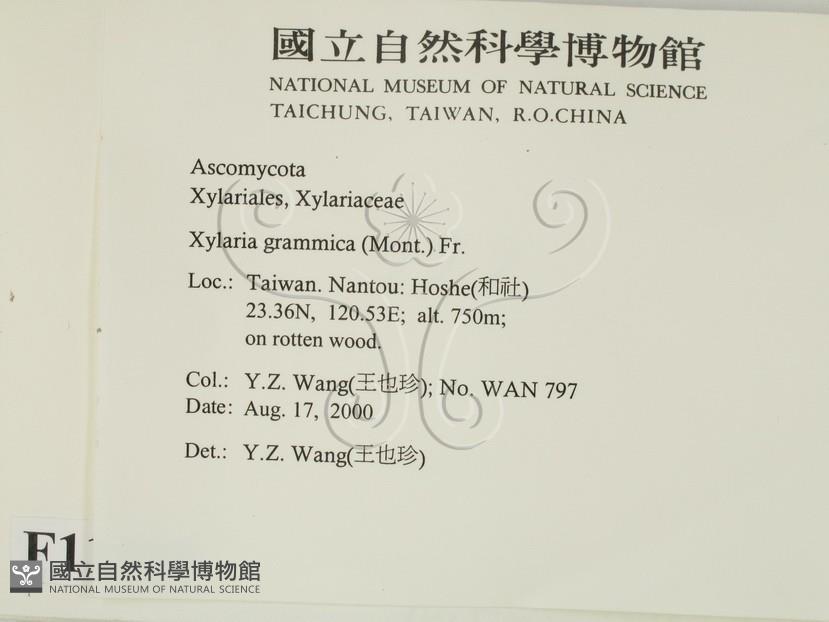 國立自然科學博物館
NATIONAL MUSEUM OF NATURAL SCIENCE
TAICHUNG, TAIWAN, R.O.CHINA
Ascomycota
Xylariales, Xylariaceae
Xylaria grammica (Mont.) Fr.
Loc.: Taiwan. Nantou: Hoshe(和社)
23.36N, 120.53E; alt. 750m;
on rotten wood.
Col.: Y.Z. Wang(王也珍); No. WAN 797
Date: Aug. 17, 2000
Det.: Y.Z. Wang(王也珍)
國立自然科學博物館
NATIONAL MUSEUM OF NATURAL SCIENCE